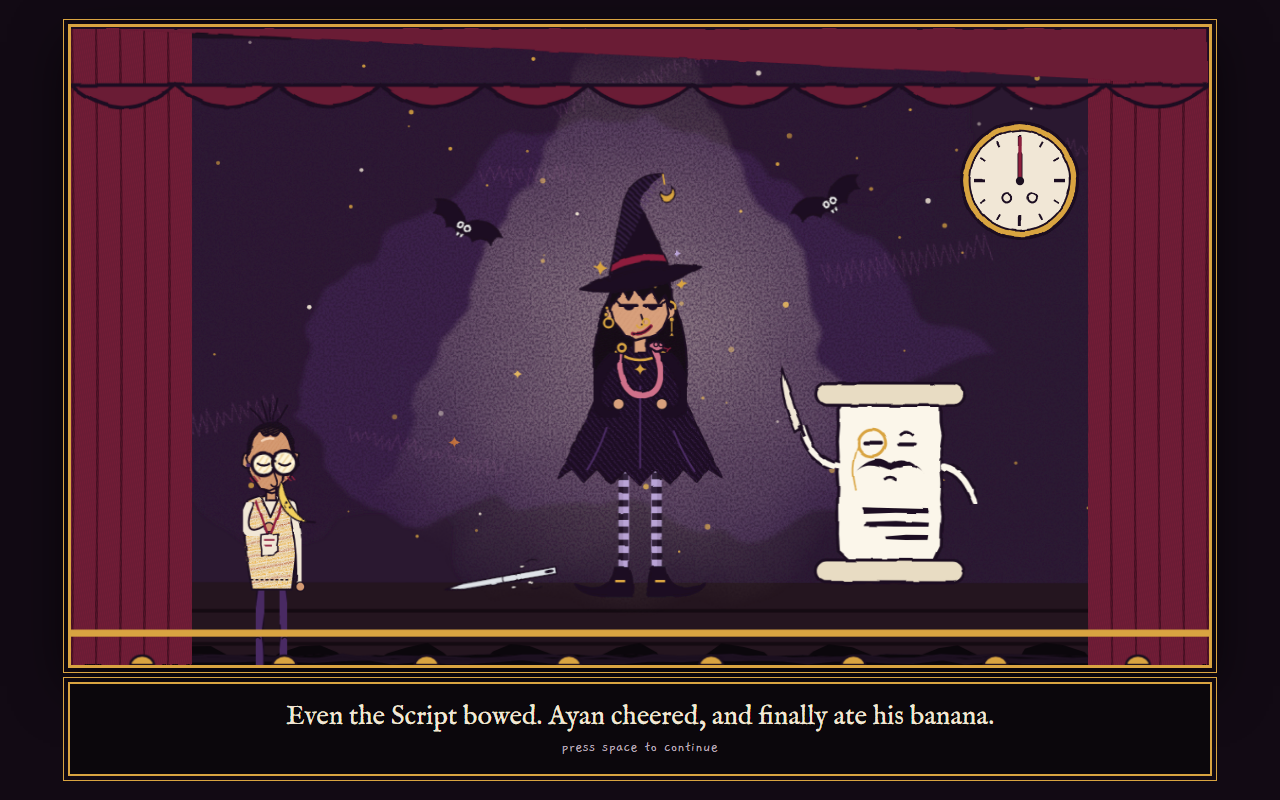 Even the Script bowed. Ayan cheered, and finally ate his banana.
press space to continue